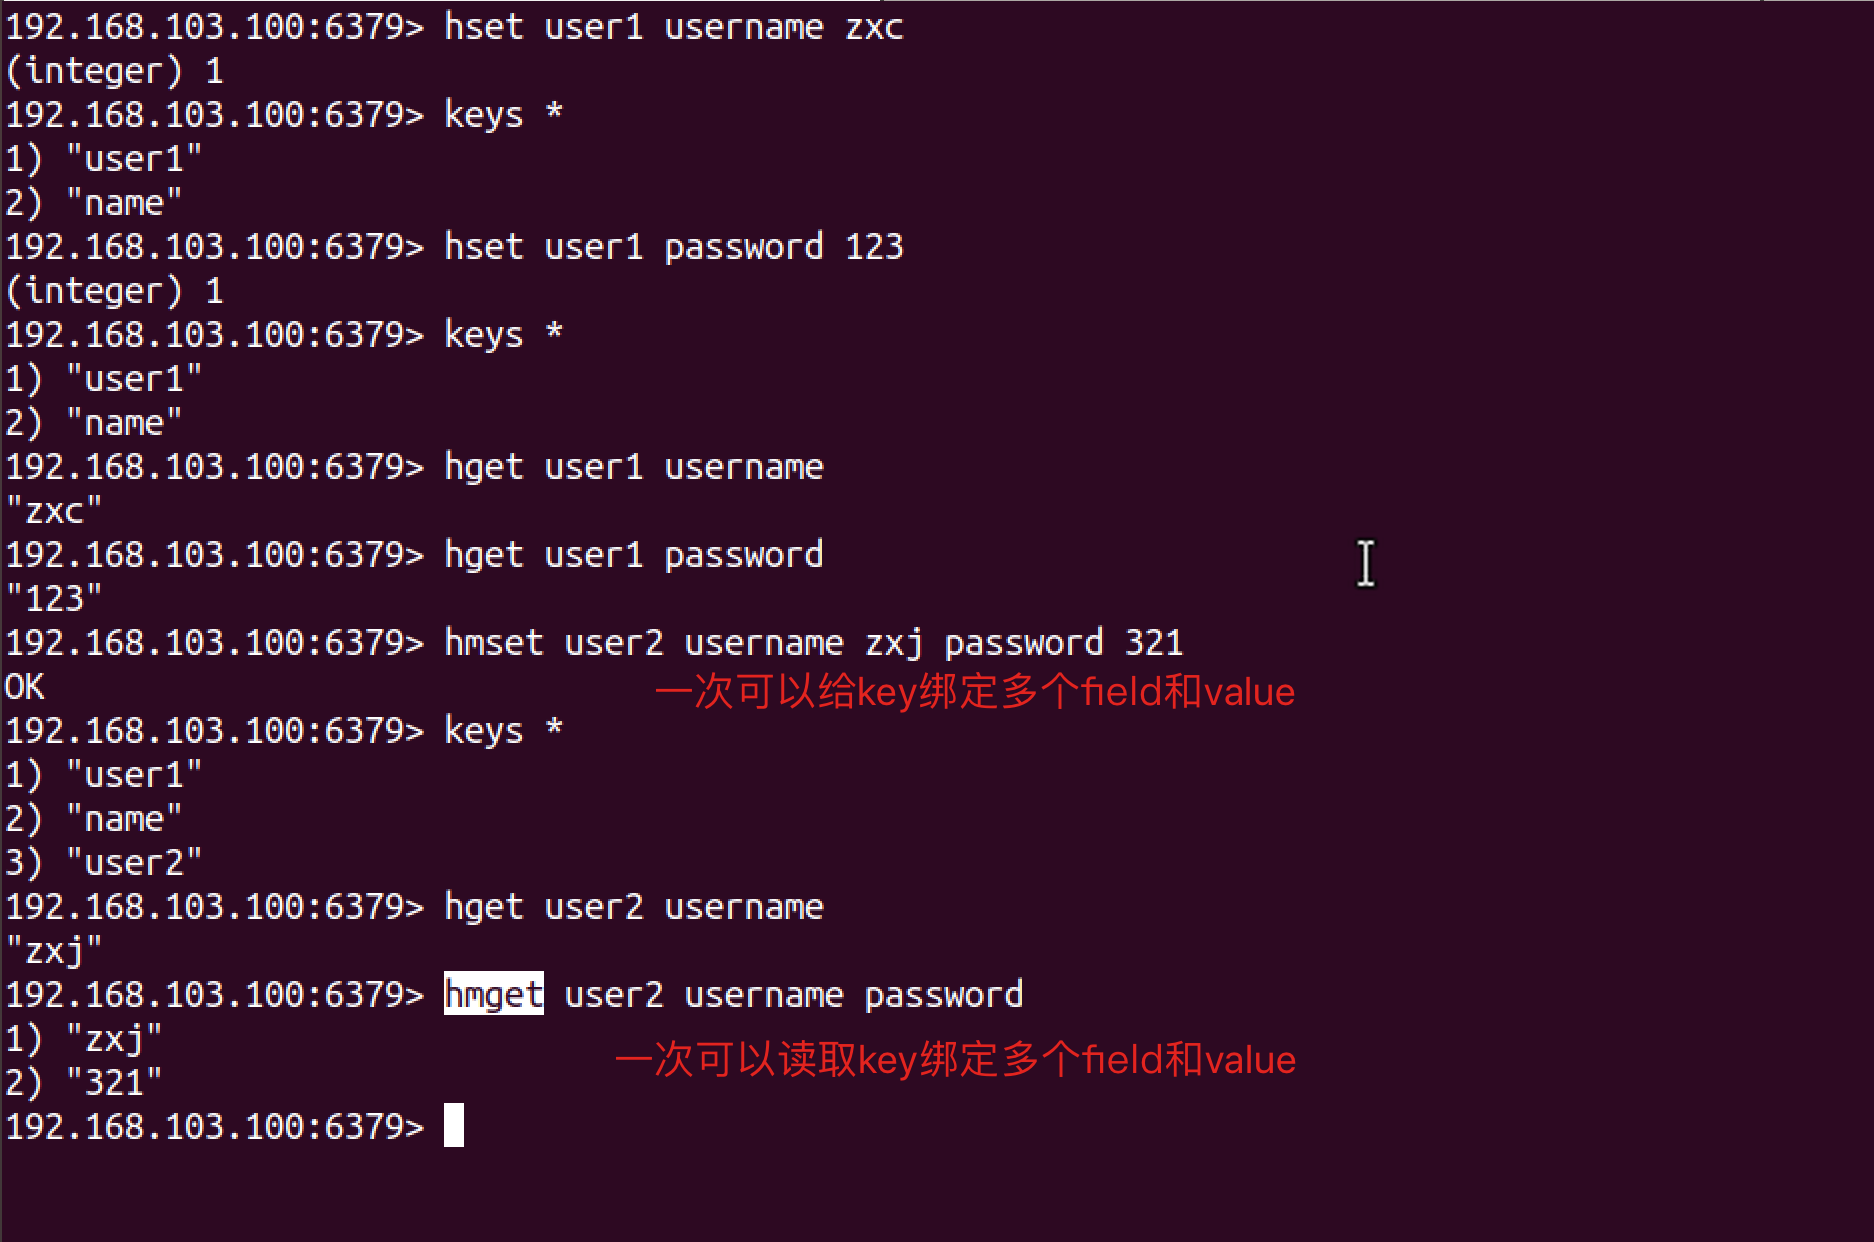 192.168.103.100:6379> hset user1 username zxc
(integer) 1
192.168.103.100:6379> keys *
1) "user1"
2) "name"
192.168.103.100:6379> hset user1 password 123
(integer) 1
192.168.103.100:6379> keys *
1) "user1"
2) "name"
192.168.103.100:6379> hget user1 username
"zxc"
192.168.103.100:6379> hget user1 password
"123"
192.168.103.100:6379> hmset user2 username zxj password 321
OK
一次可以给key绑定多个field和value
192.168.103.100:6379> keys *
1) "user1"
2) "name"
3) "user2"
192.168.103.100:6379> hget user2 username
"zxj"
192.168.103.100:6379> hmget user2 username password
1) "zxj"
一次可以读取key绑定多个field和value
2) "321"
192.168.103.100:6379>